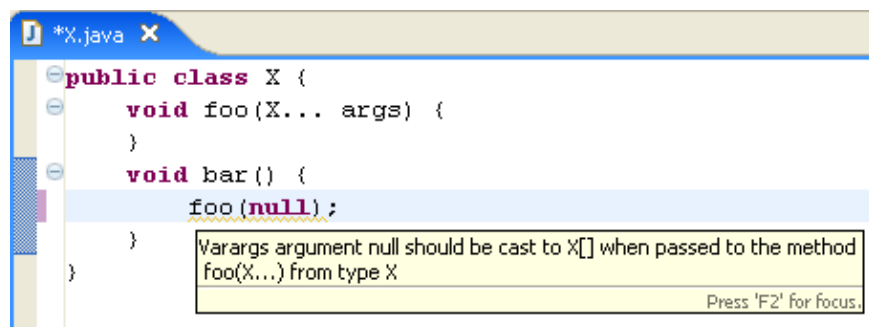 *X.java
public class X {
void foo(X... args) {
}
void bar() {
foo(null);
}
}
Varargs argument null should be cast to X[] when passed to the method
foo(X...) from type X
Press 'F2' for focus.